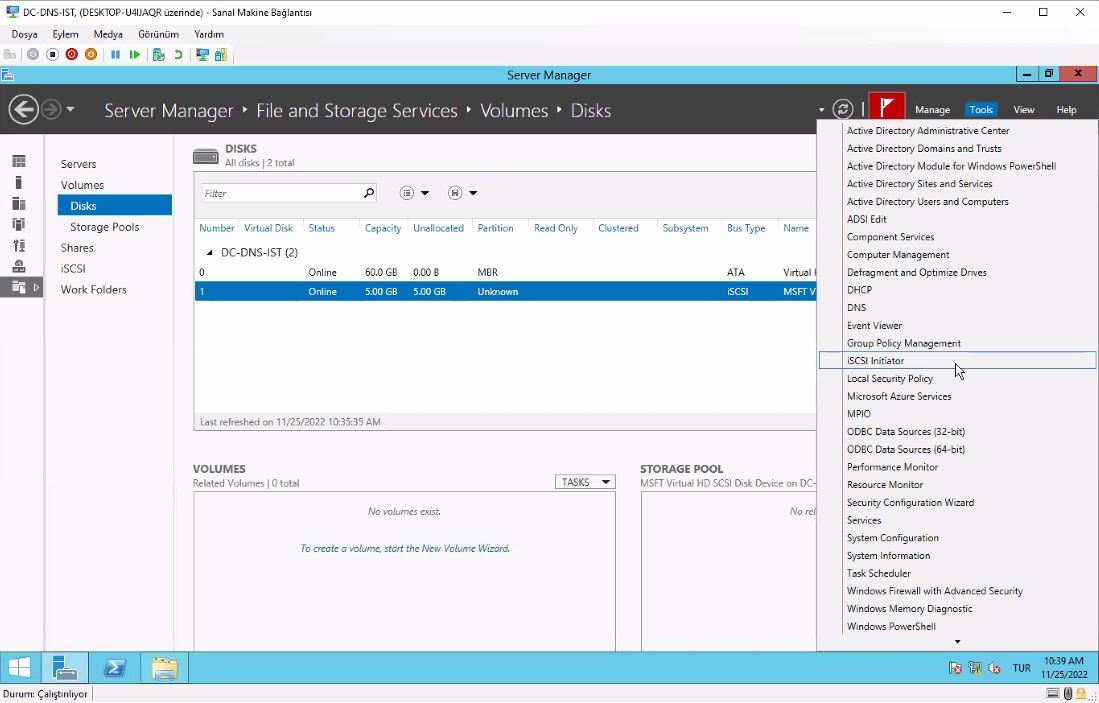 DC-DNS-IST, (DESKTOP-U4IJAQR üzerinde) - Sanal Makine Bağlantısı
Dosya Eylem Medya Görünüm Yardım
Server Manager
Server Manager ‣ File and Storage Services ‣ Volumes ‣ Disks
Manage Tools View Help
Servers
Volumes
Disks
Storage Pools
Shares
iSCSI
Work Folders
DISKS
All disks | 2 total
Filter
Number Virtual Disk Status Capacity Unallocated Partition Read Only Clustered Subsystem Bus Type Name
DC-DNS-IST (2)
0 Online 60.0 GB 0.00 B MBR ATA Virtual
1 Online 5.00 GB 5.00 GB Unknown iSCSI MSFT V
Last refreshed on 11/25/2022 10:35:35 AM
VOLUMES
Related Volumes | 0 total
TASKS
No volumes exist.
To create a volume, start the New Volume Wizard.
STORAGE POOL
MSFT Virtual HD SCSI Disk Device on DC-
No rel
Active Directory Administrative Center
Active Directory Domains and Trusts
Active Directory Module for Windows PowerShell
Active Directory Sites and Services
Active Directory Users and Computers
ADSI Edit
Component Services
Computer Management
Defragment and Optimize Drives
DHCP
DNS
Event Viewer
Group Policy Management
iSCSI Initiator
Local Security Policy
Microsoft Azure Services
MPIO
ODBC Data Sources (32-bit)
ODBC Data Sources (64-bit)
Performance Monitor
Resource Monitor
Security Configuration Wizard
Services
System Configuration
System Information
Task Scheduler
Windows Firewall with Advanced Security
Windows Memory Diagnostic
Windows PowerShell
TUR
10:39 AM
11/25/2022
Durum: Çalıştırılıyor